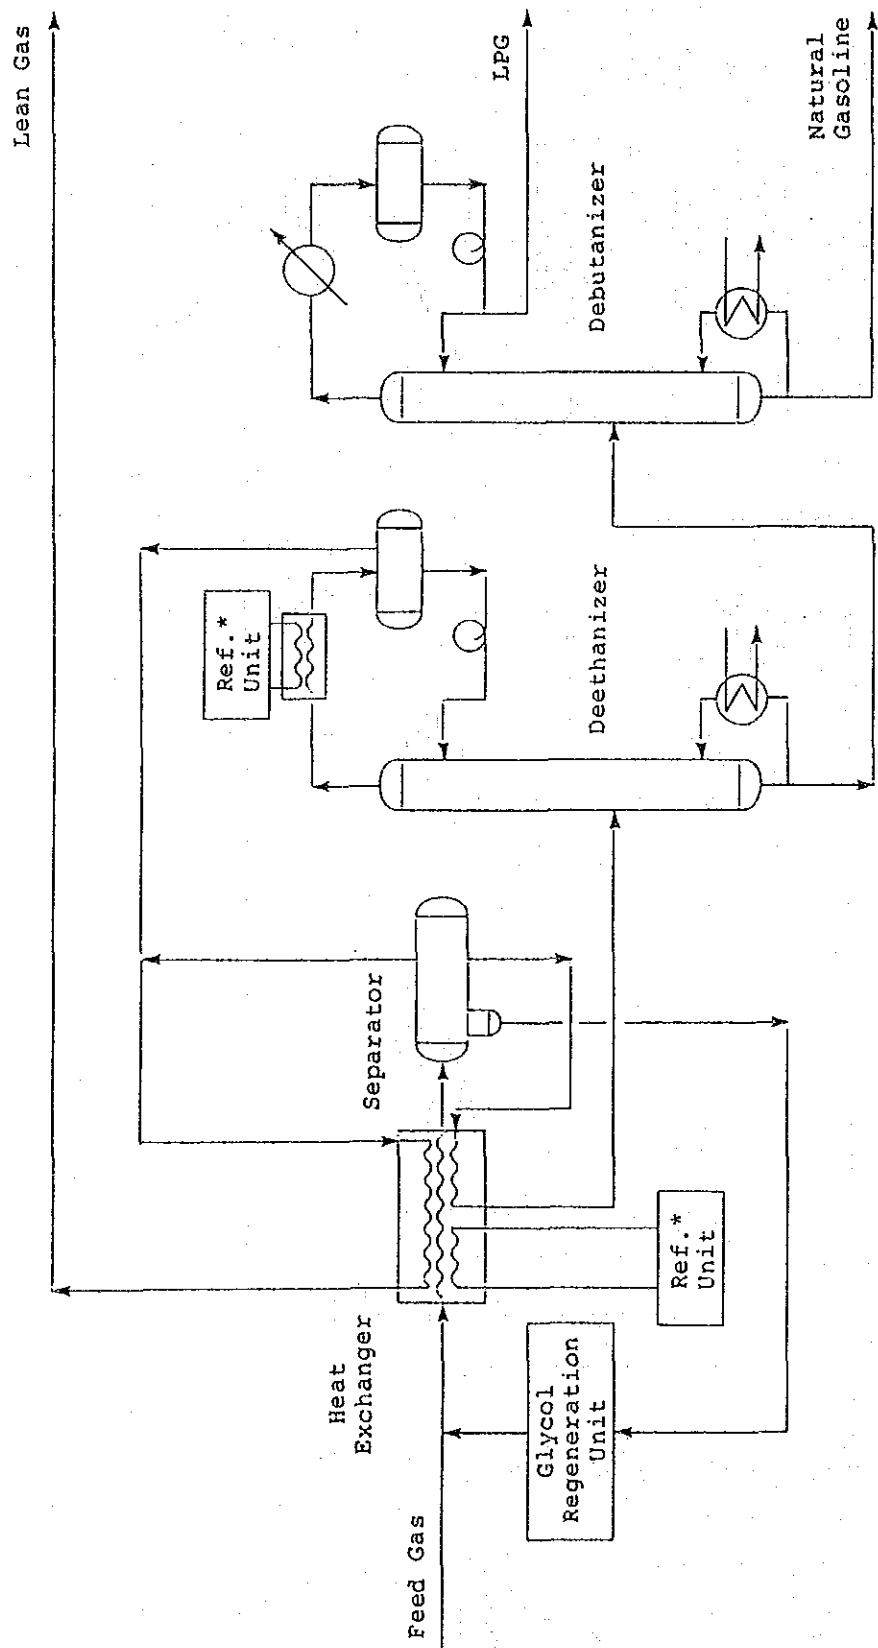 Lean Gas
LPG
Natural
Gasoline
Debutanizer
Ref.*
Unit
Deethanizer
Separator
Heat
Exchanger
Ref.*
Unit
Glycol
Regeneration
Unit
Feed Gas